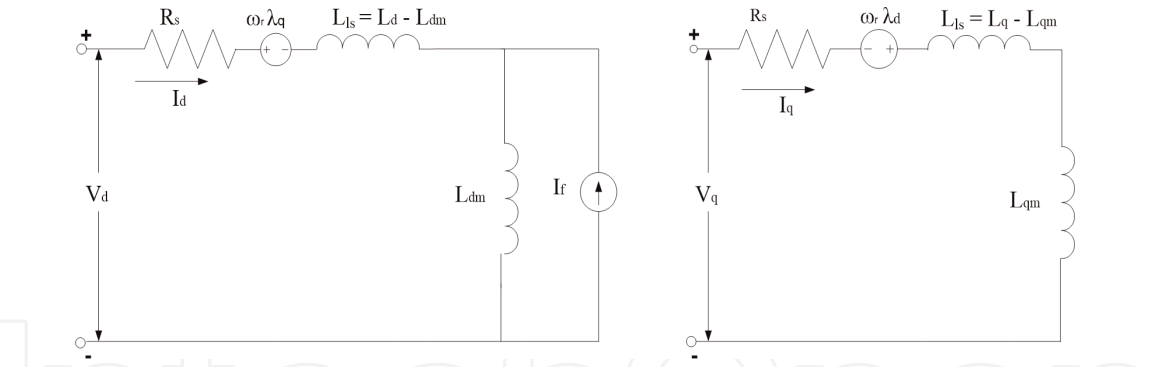 Rs
ωr λq
Lls = Ld - Ldm
+
Id
Vd
Ldm
If
-
Rs
ωr λd
Lls = Lq - Lqm
+
Iq
Vq
Lqm
-